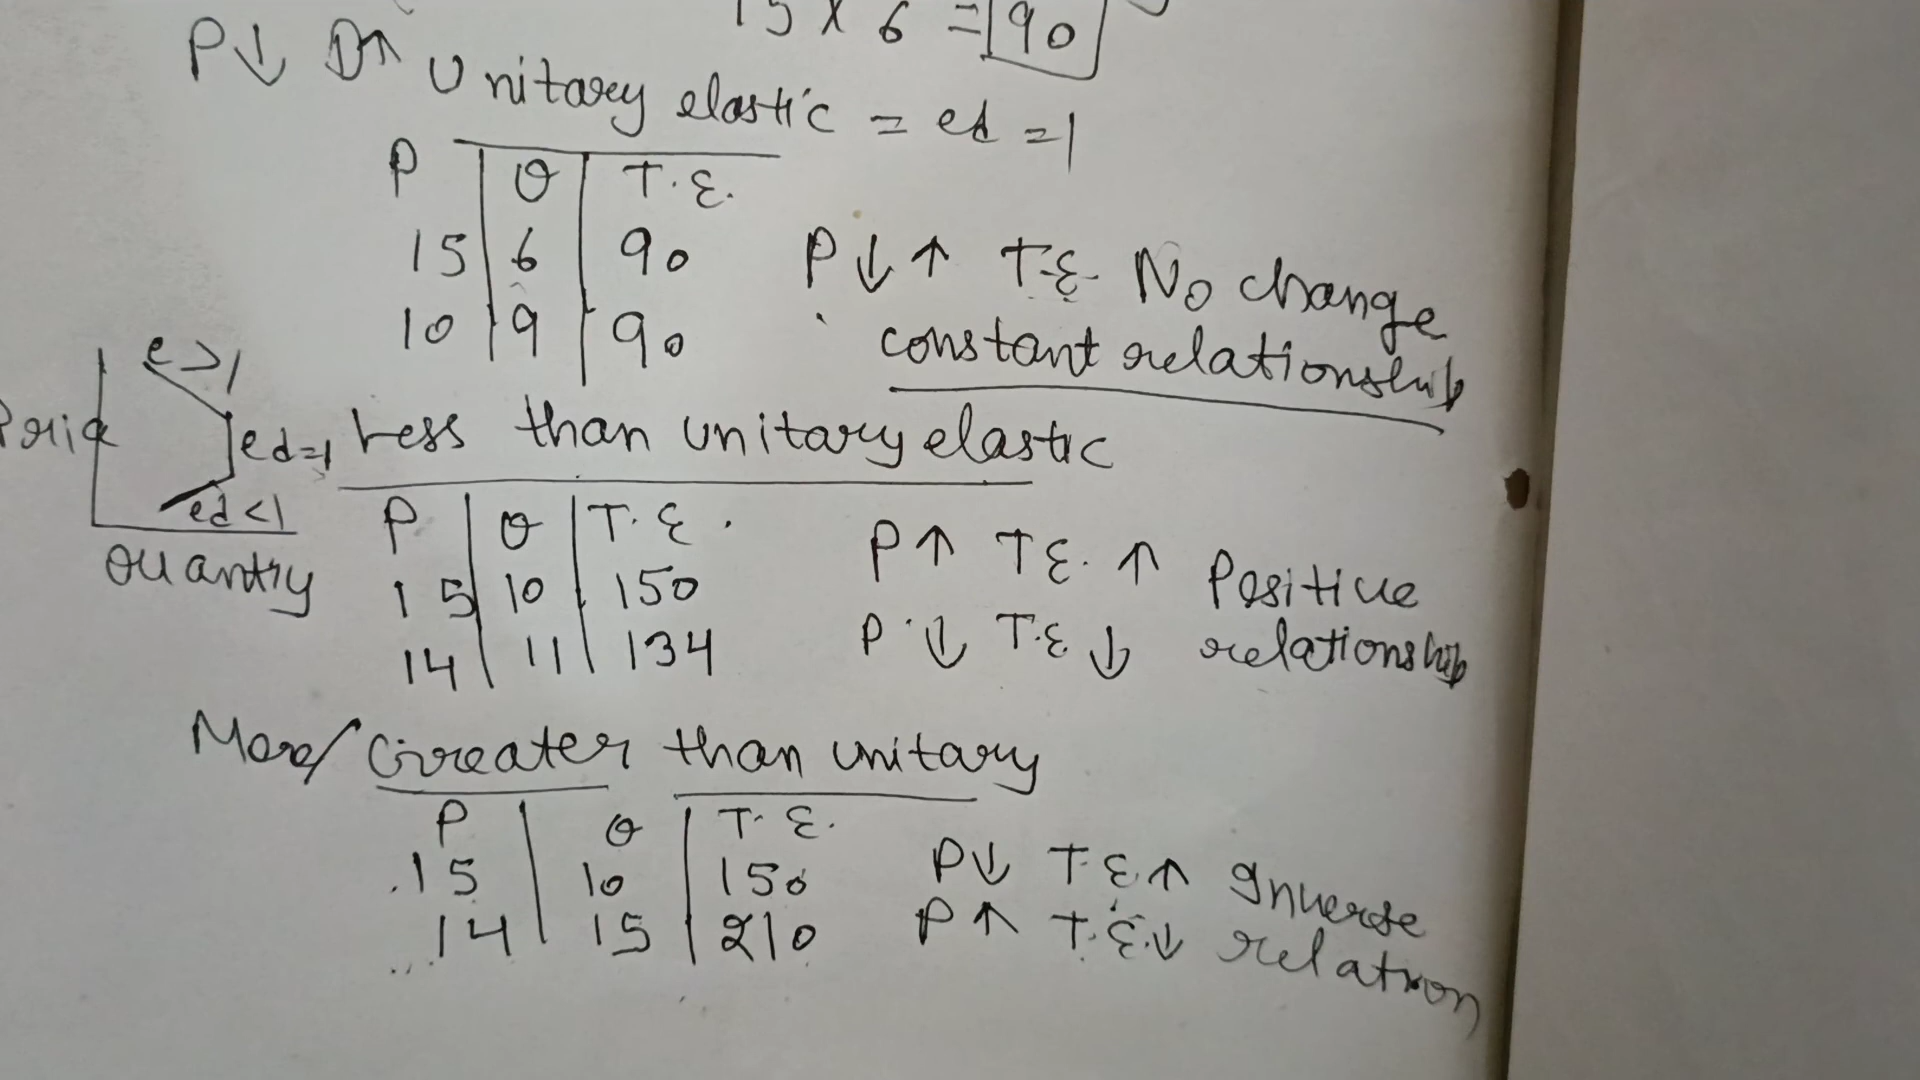 15 x 6 = 90
P↓ D↑ Unitary elastic = ed =1
P Q T.E.
15 6 90
P↓↑ T.E. No change
10 9 90
constant relationship
e>1
ed=1
ed<1
Quantiy
Less than unitary elastic
P Q T.E.
15 10 150
P↑ T.E.↑ Positive
14 11 134
P↓ T.E↓ relationship
More/Greater than unitary
P Q T.E.
15 10 150
P↓ T.E↑ Inverse
14 15 210
P↑ T.E.↓ relation